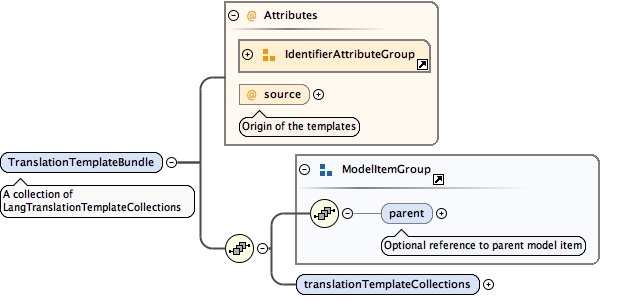 @ Attributes
IdentifierAttributeGroup
@ source
Origin of the templates
TranslationTemplateBundle
A collection of
LangTranslationTemplateCollections
ModelItemGroup
parent
Optional reference to parent model item
translationTemplateCollections